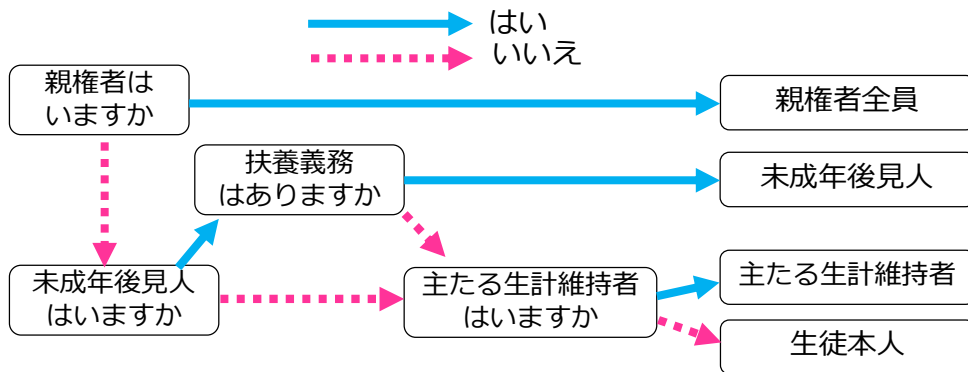 はい
いいえ
親権者は
いますか
親権者全員
扶養義務
はありますか
未成年後見人
未成年後見人
はいますか
主たる生計維持者
はいますか
主たる生計維持者
生徒本人